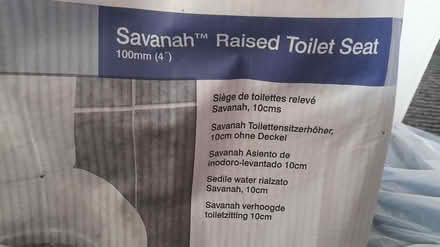 Savanah™ Raised Toilet Seat
100mm (4″)
Siège de toilettes relevé
Savanah, 10cms
Savanah Toilettensitzerhöher,
10cm ohne Deckel
Savanah Asiento de
inodoro-levantado 10cm
Sedile water rialzato
Savanah, 10cm
Savanah verhoogde
toiletzitting 10cm